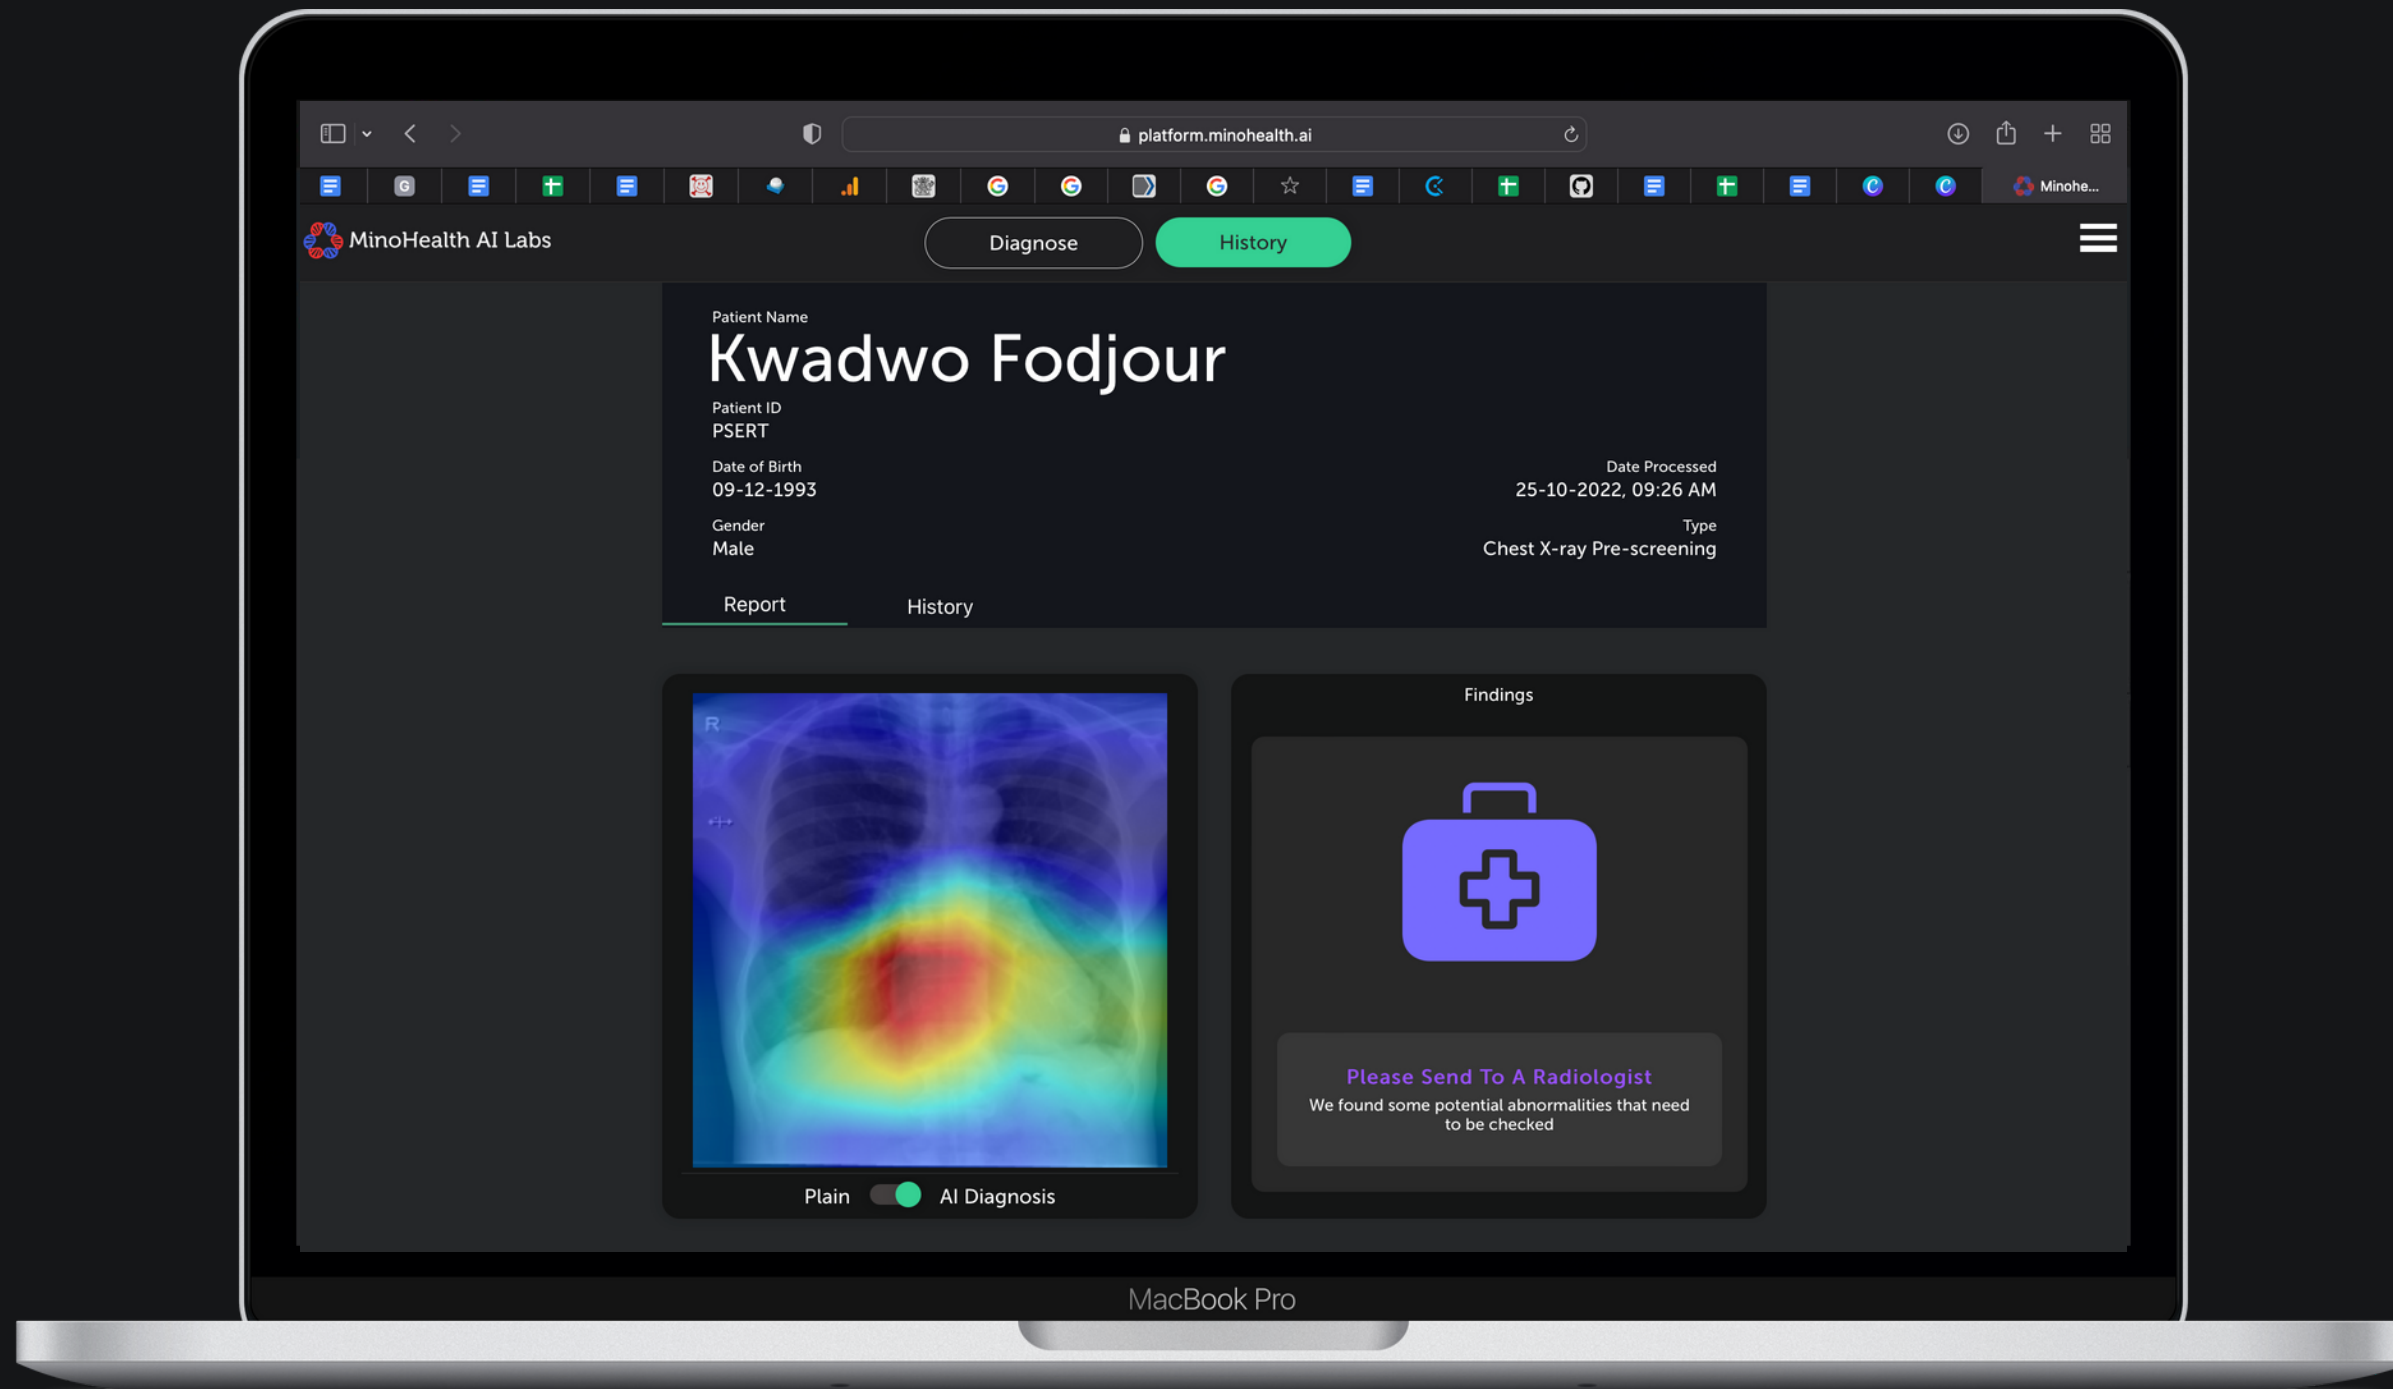 platform.minohealth.ai
G
Minohe...
MinoHealth AI Labs
Diagnose
History
Patient Name
Kwadwo Fodjour
Patient ID
PSERT
Date of Birth
09-12-1993
Date Processed
25-10-2022, 09:26 AM
Gender
Male
Type
Chest X-ray Pre-screening
Report
History
R
Findings
Please Send To A Radiologist
We found some potential abnormalities that need
to be checked
Plain
AI Diagnosis
MacBook Pro